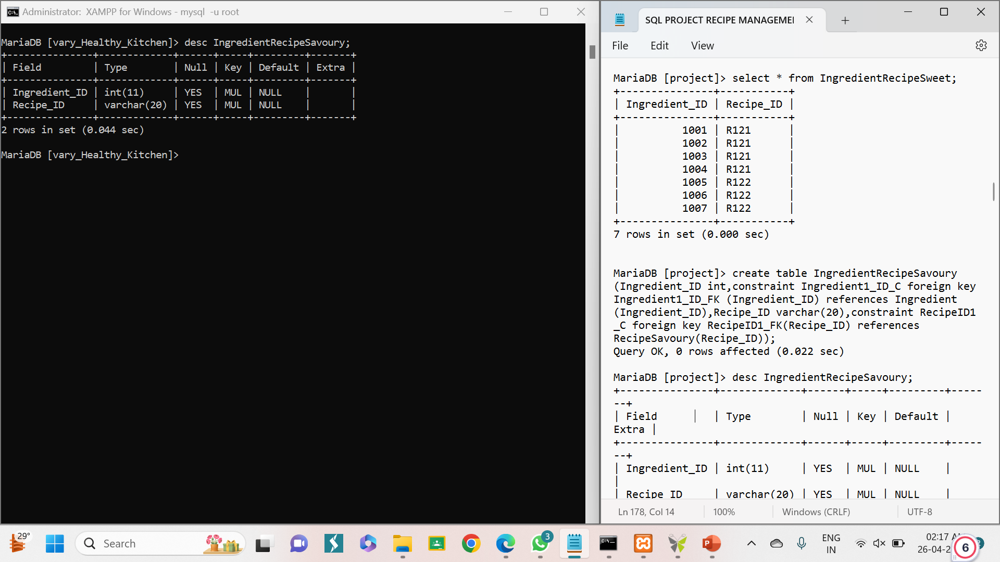 Administrator:  XAMPP for Windows - mysql  -u root
MariaDB [vary_Healthy_Kitchen]> desc IngredientRecipeSavoury;
+---------------+-------------+------+-----+---------+-------+
| Field         | Type        | Null | Key | Default | Extra |
+---------------+-------------+------+-----+---------+-------+
| Ingredient_ID | int(11)     | YES  | MUL | NULL    |       |
| Recipe_ID     | varchar(20) | YES  | MUL | NULL    |       |
+---------------+-------------+------+-----+---------+-------+
2 rows in set (0.044 sec)
MariaDB [vary_Healthy_Kitchen]>
SQL PROJECT RECIPE MANAGEMEI
File Edit View
MariaDB [project]> select * from IngredientRecipeSweet;
+---------------+-----------+
| Ingredient_ID | Recipe_ID |
+---------------+-----------+
|          1001 | R121      |
|          1002 | R121      |
|          1003 | R121      |
|          1004 | R121      |
|          1005 | R122      |
|          1006 | R122      |
|          1007 | R122      |
+---------------+-----------+
7 rows in set (0.000 sec)
MariaDB [project]> create table IngredientRecipeSavoury
(Ingredient_ID int,constraint Ingredient1_ID_C foreign key
Ingredient1_ID_FK (Ingredient_ID) references Ingredient
(Ingredient_ID),Recipe_ID varchar(20),constraint RecipeID1
_C foreign key RecipeID1_FK(Recipe_ID) references
RecipeSavoury(Recipe_ID));
Query OK, 0 rows affected (0.022 sec)
MariaDB [project]> desc IngredientRecipeSavoury;
+---------------+-------------+------+-----+---------+-----
--+
| Field         | Type        | Null | Key | Default |
Extra |
+---------------+-------------+------+-----+---------+-----
--+
| Ingredient_ID | int(11)     | YES  | MUL | NULL    |
|
| Recipe ID     | varchar(20) | YES  | MUL | NULL    |
Ln 178, Col 14 100% Windows (CRLF) UTF-8
29° Search 3 ENG 02:17
IN 26-04-2 6